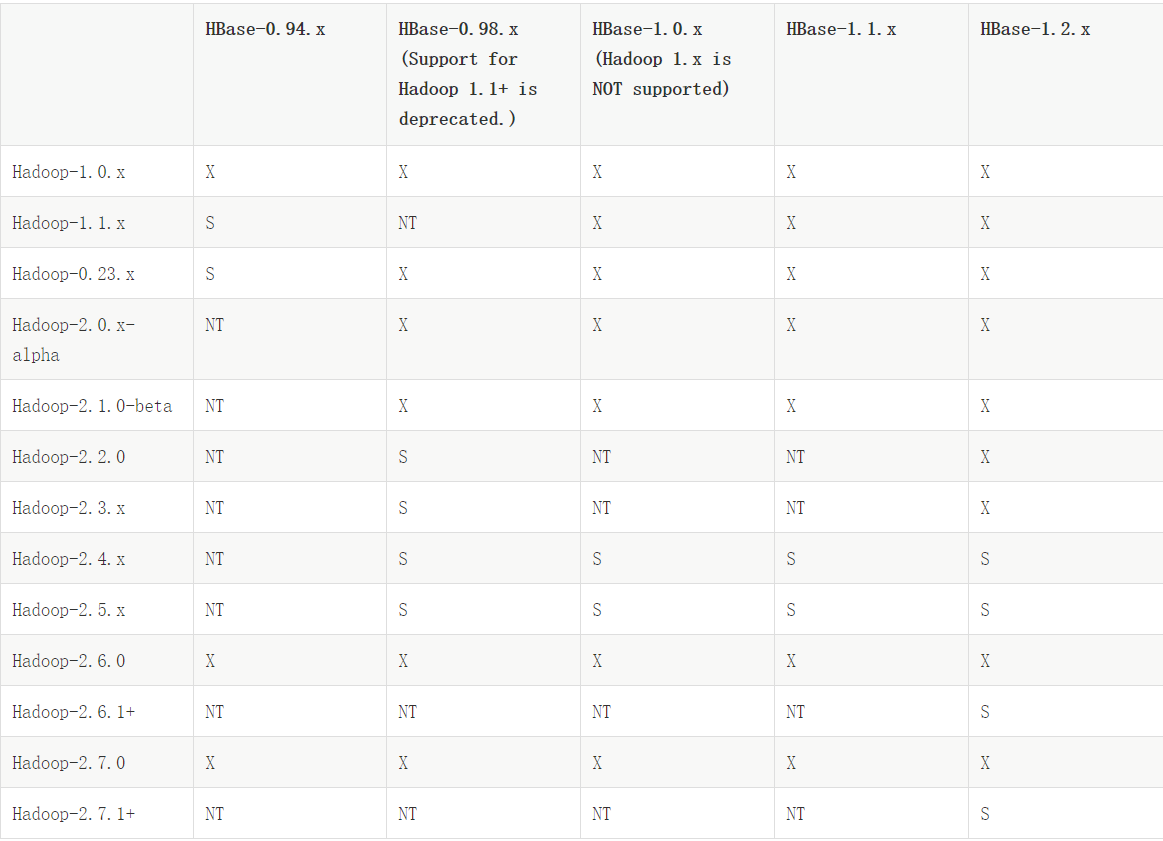 HBase-0.94.x HBase-0.98.x HBase-1.0.x HBase-1.1.x HBase-1.2.x
(Support for (Hadoop 1.x is
Hadoop 1.1+ is NOT supported)
deprecated.)
Hadoop-1.0.x X X X X X
Hadoop-1.1.x S NT X X X
Hadoop-0.23.x S X X X X
Hadoop-2.0.x- NT X X X X
alpha
Hadoop-2.1.0-beta NT X X X X
Hadoop-2.2.0 NT S NT NT X
Hadoop-2.3.x NT S NT NT X
Hadoop-2.4.x NT S S S S
Hadoop-2.5.x NT S S S S
Hadoop-2.6.0 X X X X X
Hadoop-2.6.1+ NT NT NT NT S
Hadoop-2.7.0 X X X X X
Hadoop-2.7.1+ NT NT NT NT S